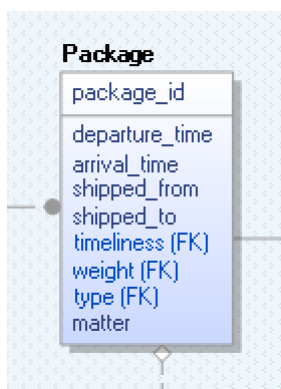 Package
package_id
departure_time
arrival_time
shipped_from
shipped_to
timeliness (FK)
weight (FK)
type (FK)
matter